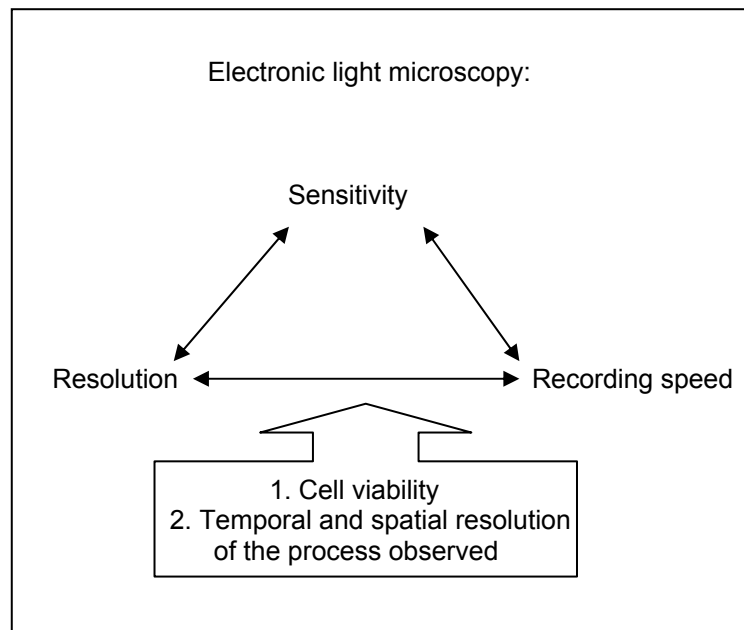 Electronic light microscopy:
Sensitivity
Resolution
Recording speed
1. Cell viability
2. Temporal and spatial resolution
of the process observed